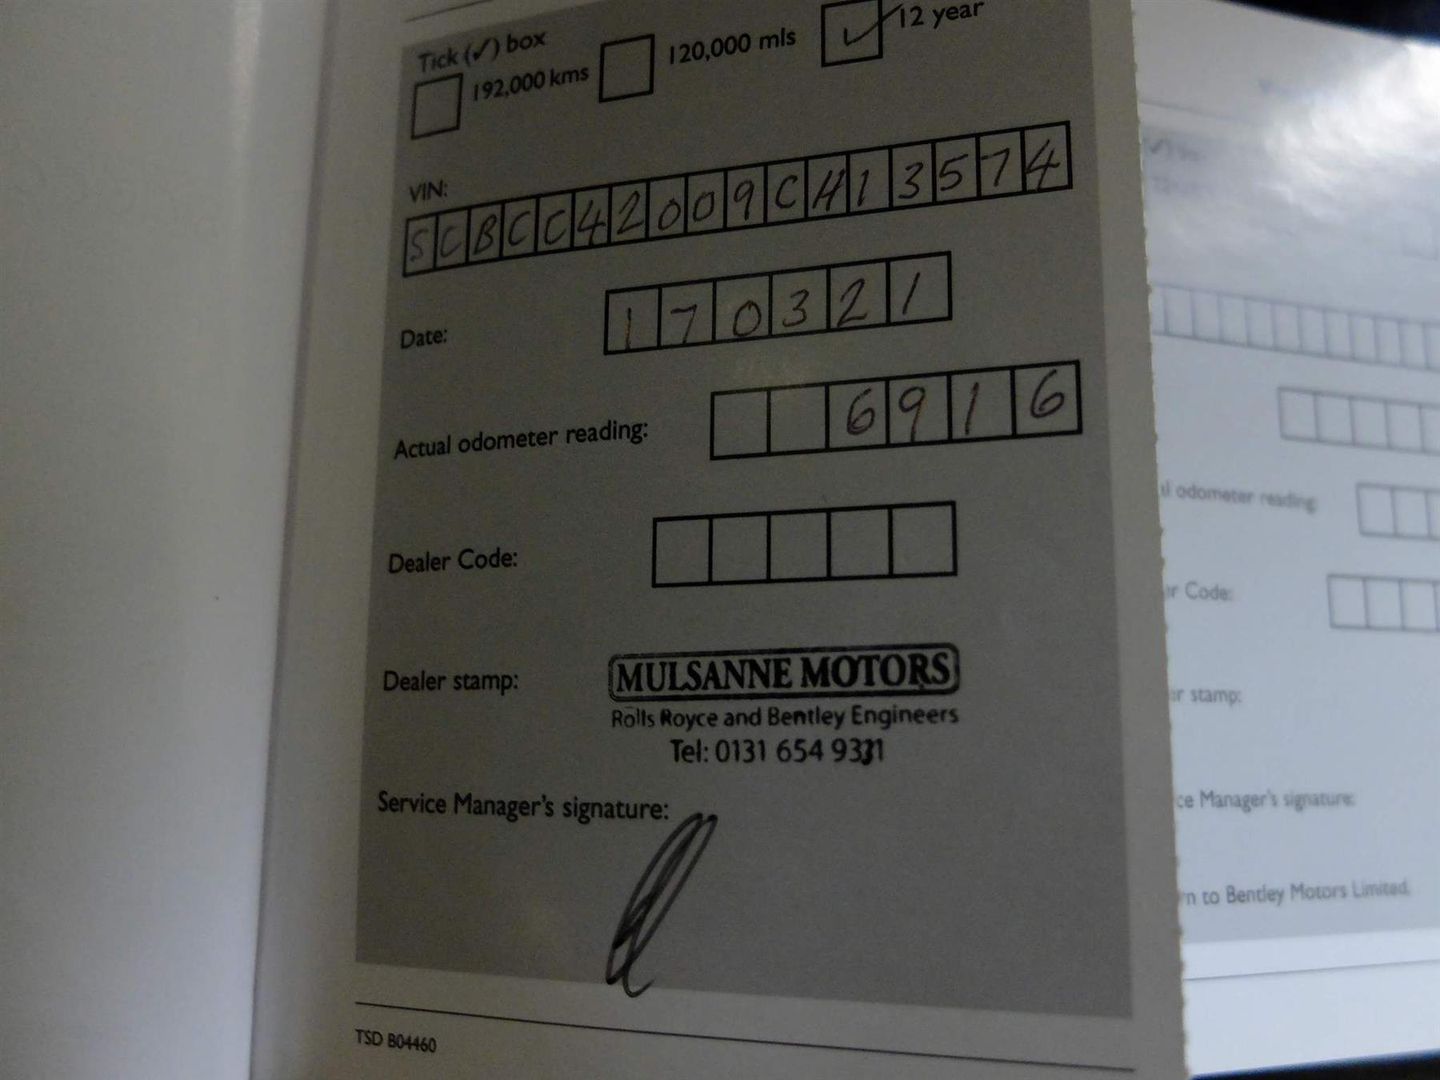 Tick (✓) box
192,000 kms
120,000 mls
✓ 12 year
VIN:
SCBCC42009CH13574
Date:
170321
Actual odometer reading:
6916
Dealer Code:
Dealer stamp:
MULSANNE MOTORS
Rolls Royce and Bentley Engineers
Tel: 0131 654 9331
Service Manager's signature:
TSD B04460
odometer reading:
Code:
stamp:
ce Manager's signature:
n to Bentley Motors Limited.